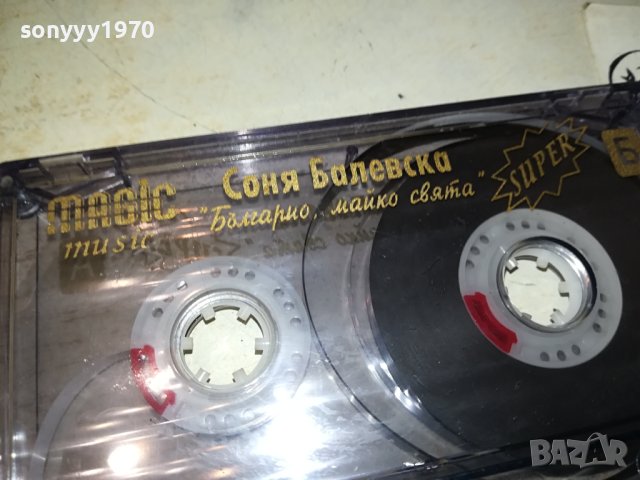 sonyyy1970
magic
music
Соня Балевска
"Българио, майко свята"
SUPER
Б
BAZAR